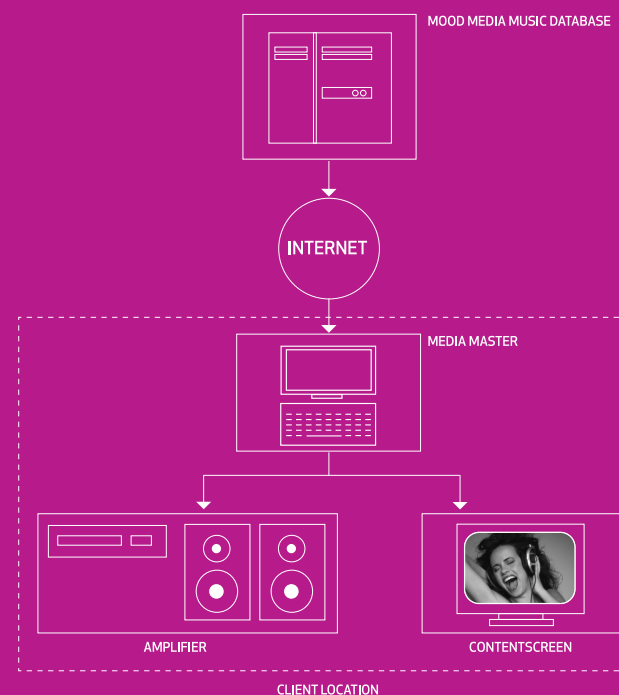 MOOD MEDIA MUSIC DATABASE
INTERNET
MEDIA MASTER
AMPLIFIER
CONTENTSCREEN
CLIENT LOCATION